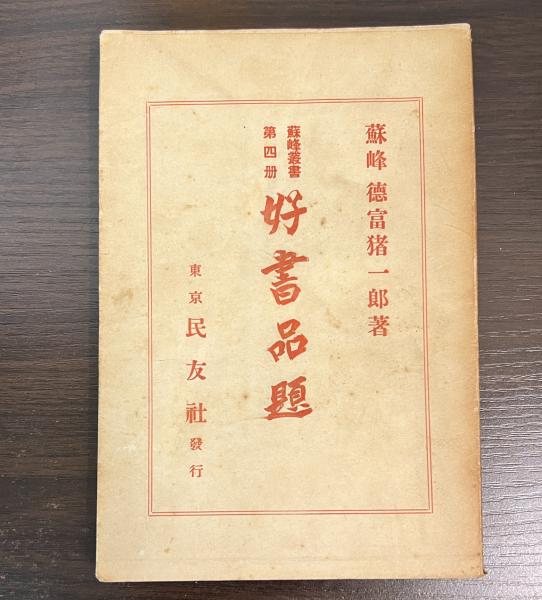 蘇峰 德富猪一郎著
蘇峰叢書
第四册
好書品題
東京 民友社 發行